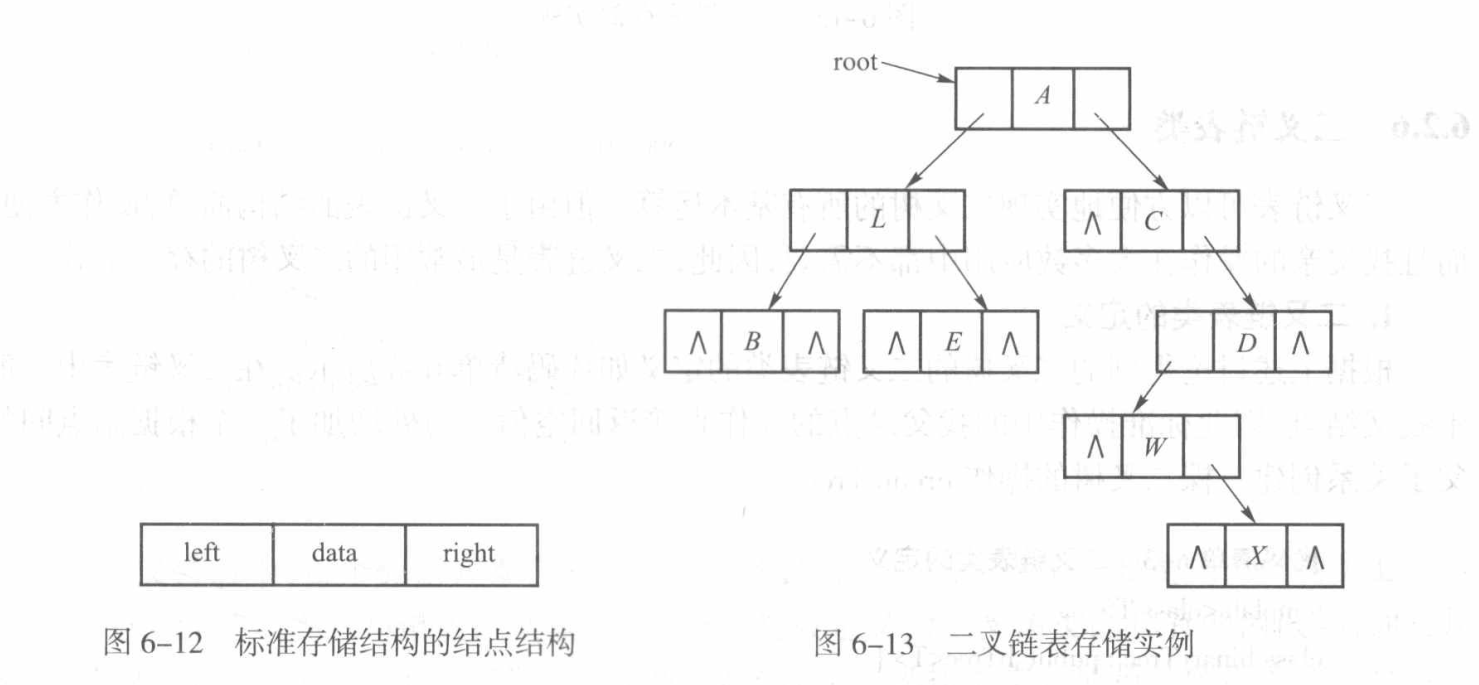 root
A
L
C
∧
B
∧
∧
E
∧
∧
D
∧
W
∧
left
data
right
∧
X
∧
图 6-12 标准存储结构的结点结构
图 6-13 二叉链表存储实例